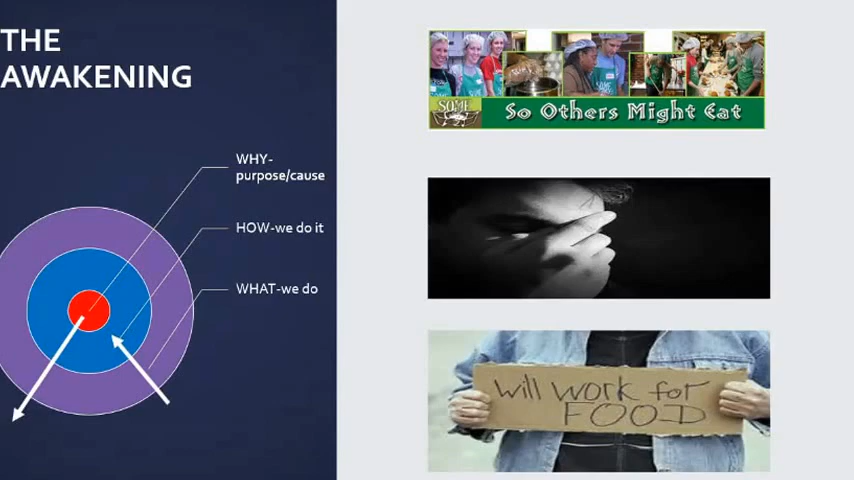 THE
AWAKENING
WHY-
purpose/cause
HOW-we do it
WHAT-we do
SOME
So Others Might Eat
Will work for
FOOD